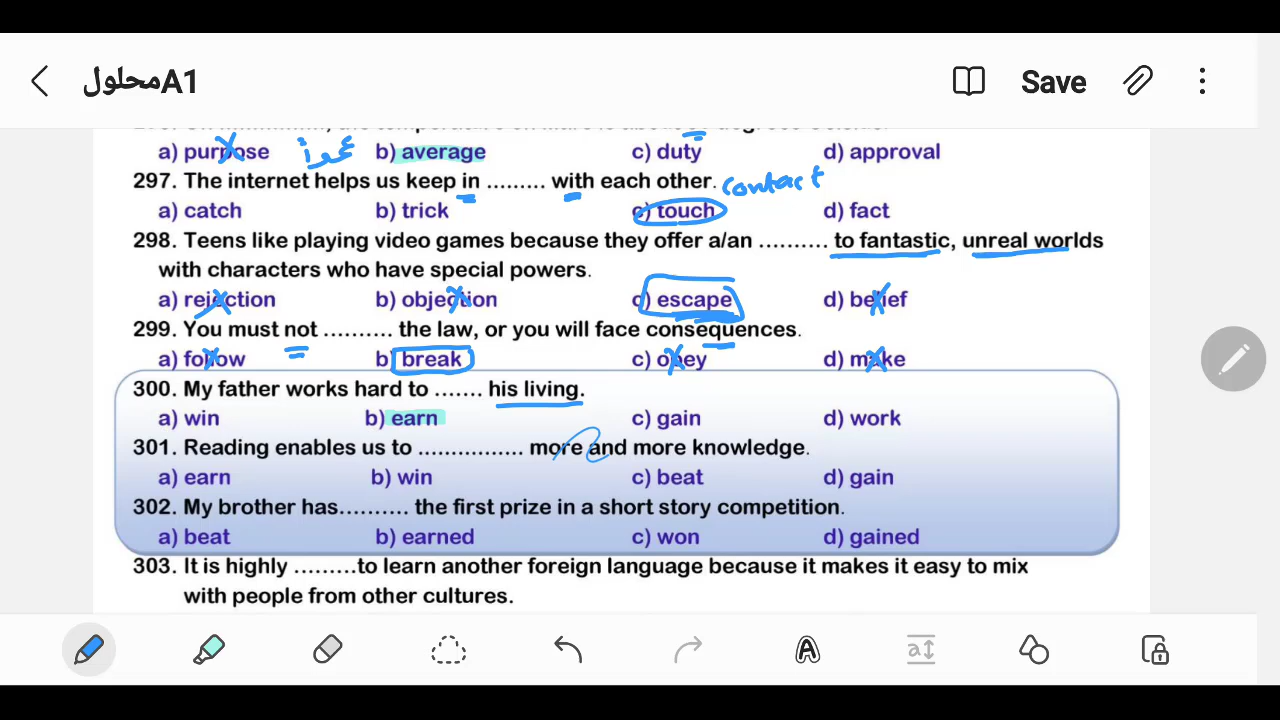 محلولA1
Save
a) purpose b) average c) duty d) approval
297. The internet helps us keep in ......... with each other. contact
a) catch b) trick c) touch d) fact
298. Teens like playing video games because they offer a/an .......... to fantastic, unreal worlds
with characters who have special powers.
a) rejection b) objection c) escape d) belief
299. You must not .......... the law, or you will face consequences.
a) follow b) break c) obey d) make
300. My father works hard to ....... his living.
a) win b) earn c) gain d) work
301. Reading enables us to ................ more and more knowledge.
a) earn b) win c) beat d) gain
302. My brother has.......... the first prize in a short story competition.
a) beat b) earned c) won d) gained
303. It is highly .........to learn another foreign language because it makes it easy to mix
with people from other cultures.